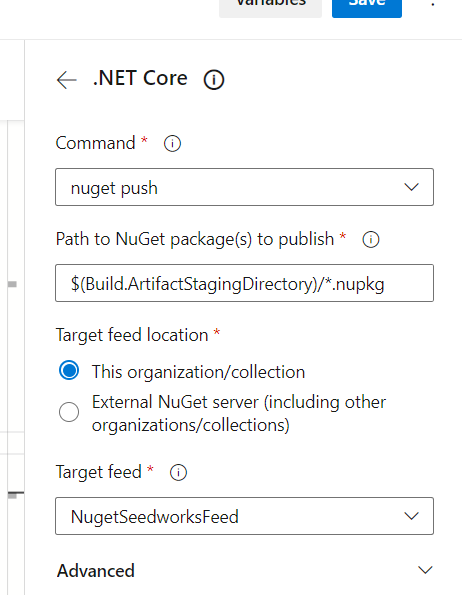 Variables
Save
.NET Core
Command *
nuget push
Path to NuGet package(s) to publish *
$(Build.ArtifactStagingDirectory)/*.nupkg
Target feed location *
This organization/collection
External NuGet server (including other
organizations/collections)
Target feed *
NugetSeedworksFeed
Advanced